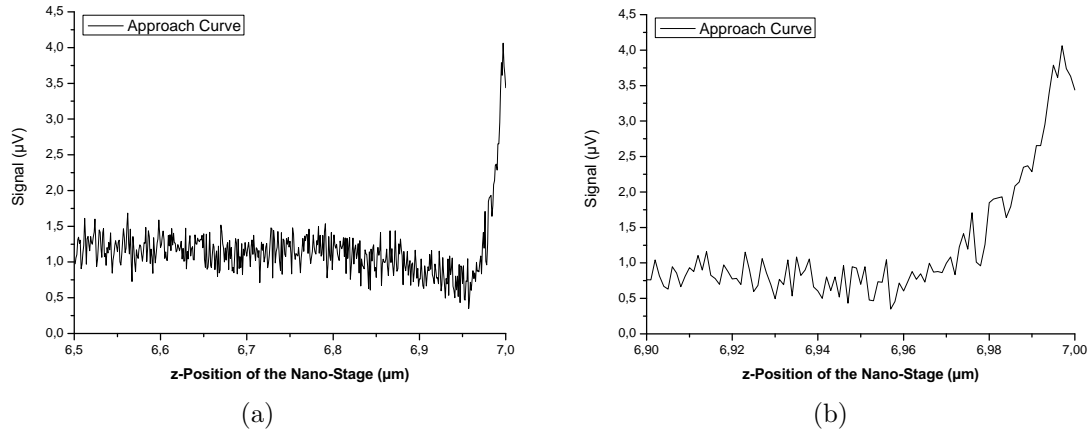 Approach Curve
4,5
4,0
3,5
3,0
2,5
2,0
1,5
1,0
0,5
0,0
Signal (µV)
6,5 6,6 6,7 6,8 6,9 7,0
z-Position of the Nano-Stage (µm)
(a)
Approach Curve
4,5
4,0
3,5
3,0
2,5
2,0
1,5
1,0
0,5
0,0
Signal (µV)
6,90 6,92 6,94 6,96 6,98 7,00
z-Position of the Nano-Stage (µm)
(b)